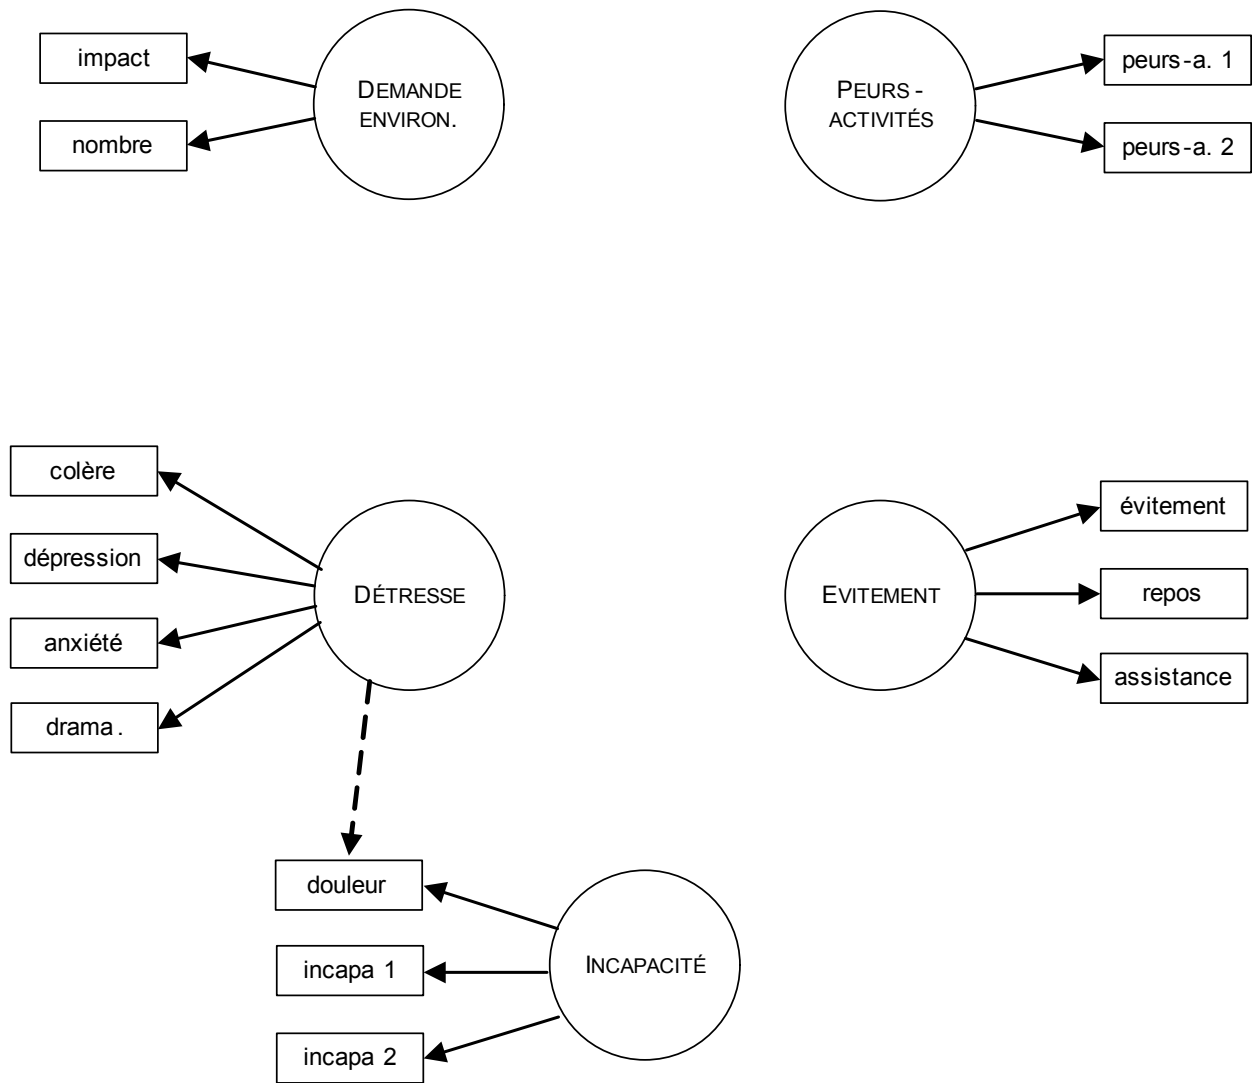 impact
nombre
DEMANDE
ENVIRON.
PEURS -
ACTIVITÉS
peurs-a. 1
peurs-a. 2
colère
dépression
anxiété
drama.
DÉTRESSE
EVITEMENT
évitement
repos
assistance
douleur
incapa 1
incapa 2
INCAPACITÉ